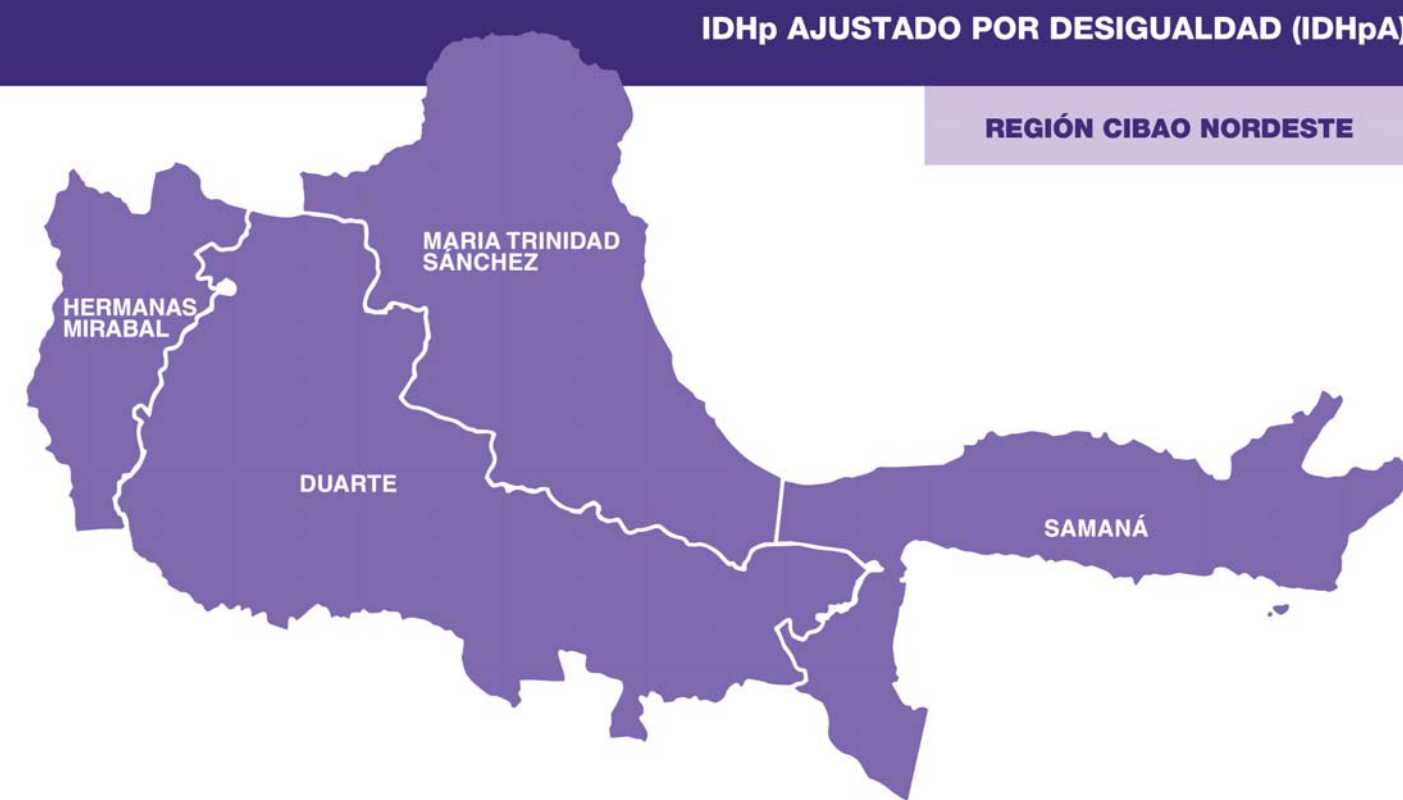 IDHp AJUSTADO POR DESIGUALDAD (IDHpA)
REGIÓN CIBAO NORDESTE
MARIA TRINIDAD
SÁNCHEZ
HERMANAS
MIRABAL
DUARTE
SAMANÁ